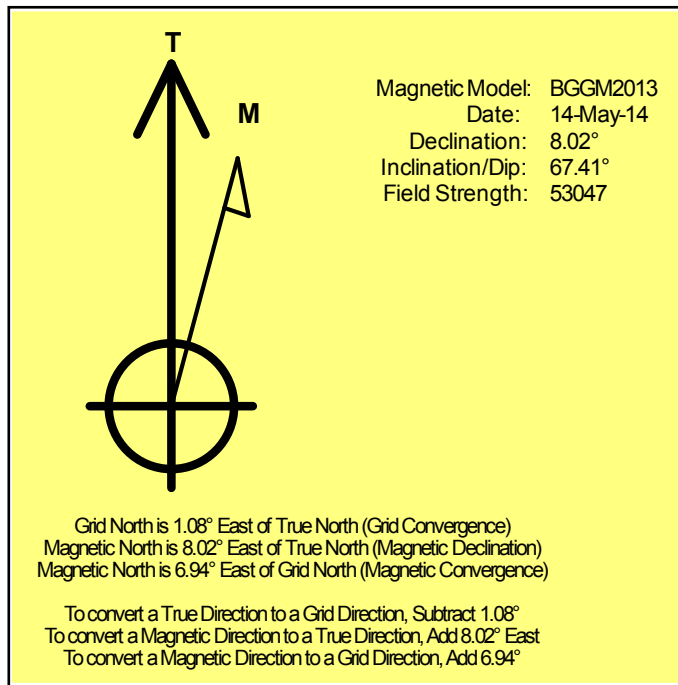 T
M
Magnetic Model: BGGM2013
Date: 14-May-14
Declination: 8.02°
Inclination/Dip: 67.41°
Field Strength: 53047
Grid North is 1.08° East of True North (Grid Convergence)
Magnetic North is 8.02° East of True North (Magnetic Declination)
Magnetic North is 6.94° East of Grid North (Magnetic Convergence)
To convert a True Direction to a Grid Direction, Subtract 1.08°
To convert a Magnetic Direction to a True Direction, Add 8.02° East
To convert a Magnetic Direction to a Grid Direction, Add 6.94°